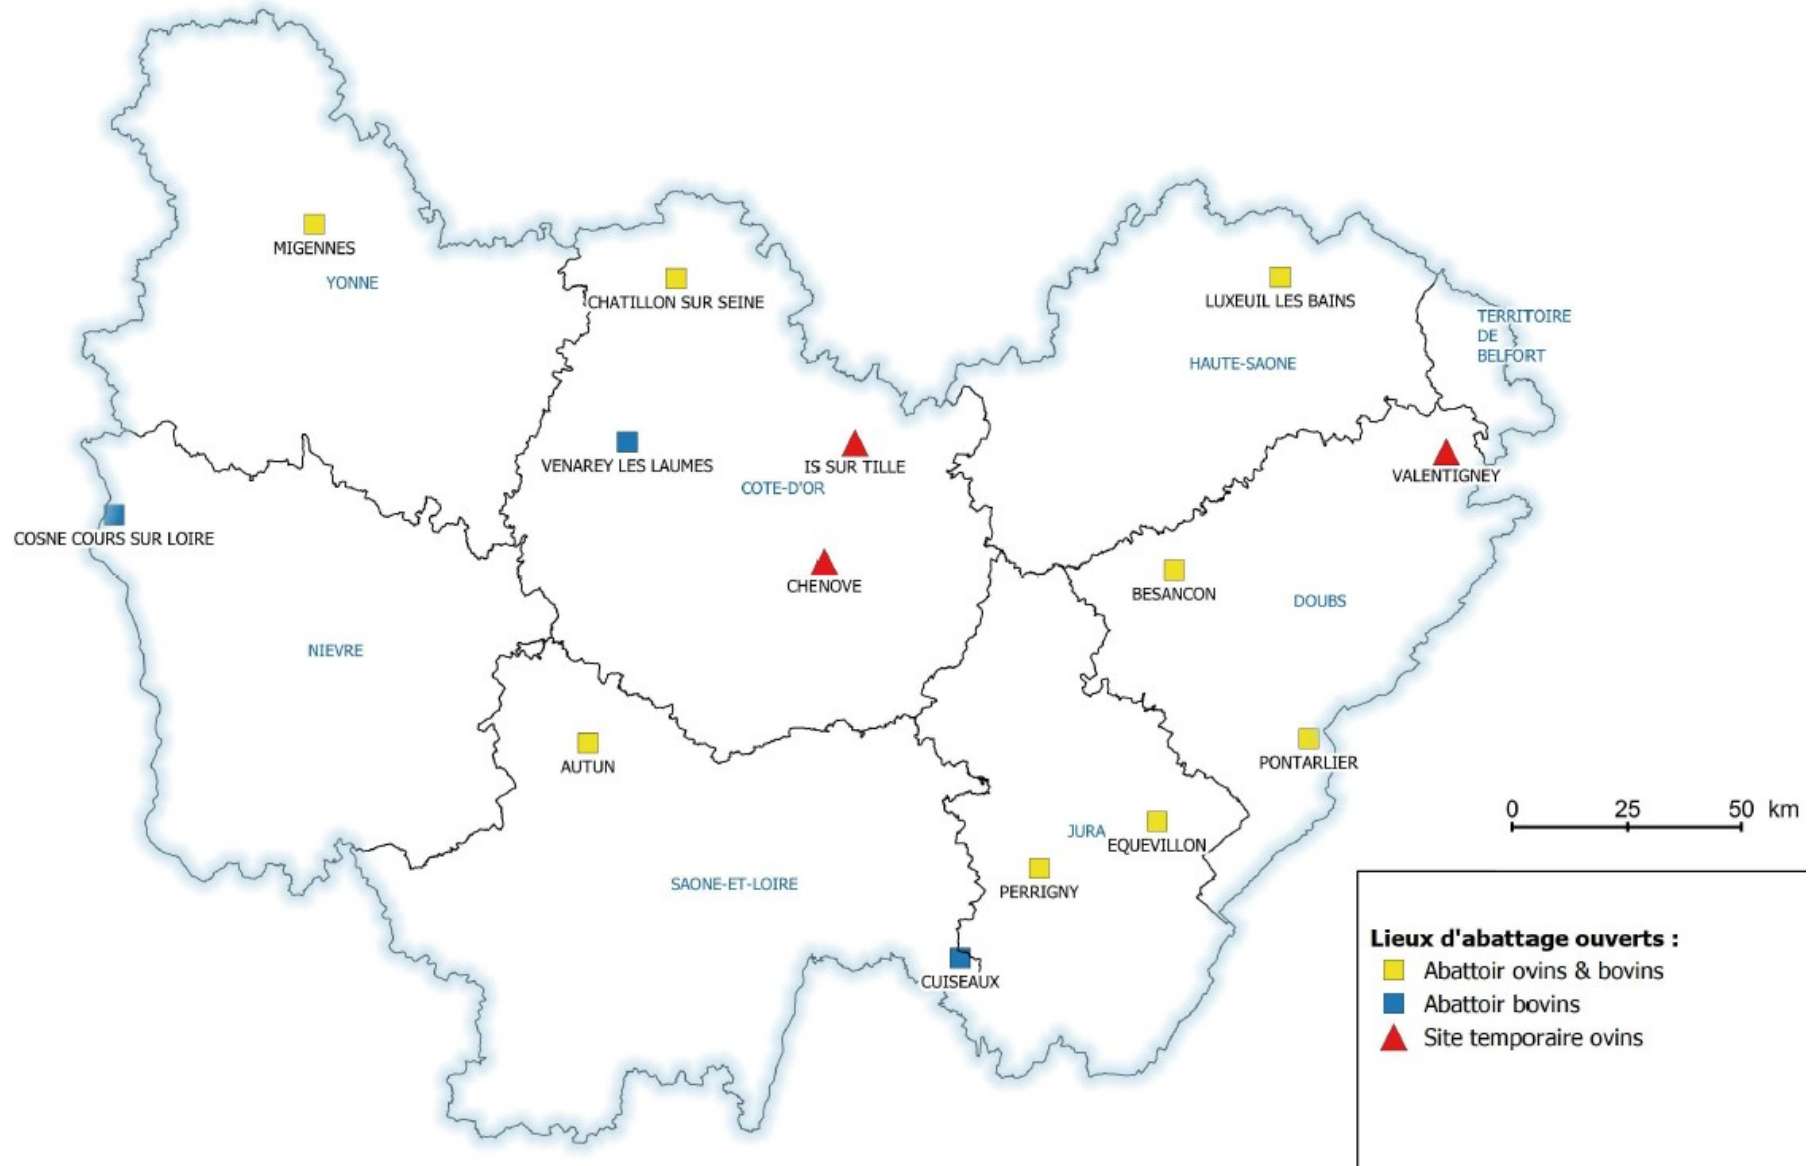 MIGENNES
YONNE
CHATILLON SUR SEINE
LUXEUIL LES BAINS
TERRITOIRE
DE
BELFORT
HAUTE-SAONE
VENAREY LES LAUMES
IS SUR TILLE
COTE-D'OR
VALENTIGNEY
COSNE COURS SUR LOIRE
CHENOVE
BESANCON
DOUBS
NIEVRE
AUTUN
PONTARLIER
JURA
EQUEVILLON
PERRIGNY
SAONE-ET-LOIRE
CUISEAUX
0 25 50 km
Lieux d'abattage ouverts :
Abattoir ovins & bovins
Abattoir bovins
Site temporaire ovins